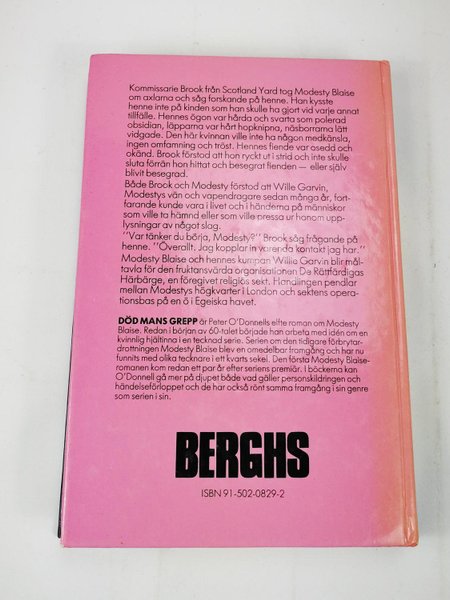 Kommissarie Brook från Scotland Yard tog Modesty Blaise
om axlarna och såg forskande på henne. Han kysste
henne inte på kinden som han skulle ha gjort vid varje annat
tillfälle. Hennes ögon var hårda och svarta som polerad
obsidian, läpparna var hårt hopknipna, näsborrarna lätt
vidgade. Den här kvinnan ville inte ha någon medkänsla,
ingen omfamning och tröst. Hennes fiende var osedd och
okänd. Brook förstod att hon ryckt ut i strid och inte skulle
sluta förrän hon hittat och besegrat fienden — eller själv
blivit besegrad.
Både Brook och Modesty förstod att Willie Garvin,
Modestys vän och vapendragare sedan många år, fort-
farande kunde vara i livet och i händerna på människor
som ville ta hämnd eller som ville pressa ur honom upp-
lysningar av något slag.
"Var tänker du börja, Modesty?" Brook såg frågande på
henne. "Överallt. Jag kopplar in varenda kontakt jag har."
Modesty Blaise och hennes kumpan Willie Garvin blir mål-
tavla för den fruktansvärda organisationen De Rättfärdigas
Härbärge, en föregivet religiös sekt. Handlingen pendlar
mellan Modestys högkvarter i London och sektens operations-
bas på en ö i Egeiska havet.
DÖD MANS GREPP är Peter O'Donnells elfte roman om Modesty
Blaise. Redan i början av 60-talet började han arbeta med idén om en
kvinnlig hjältinna i en tecknad serie. Serien om den tidigare förbrytar-
drottningen Modesty Blaise blev en omedelbar framgång och har nu
funnits med olika tecknare i ett kvarts sekel. Den första Modesty Blaise-
romanen kom redan ett par år efter seriens premiär. I böckerna kan
O'Donnell gå mer på djupet både vad gäller personskildringen och
händelseförloppet och de har också rönt samma framgång i sin genre
som serien i sin.
BERGHS
ISBN 91-502-0829-2